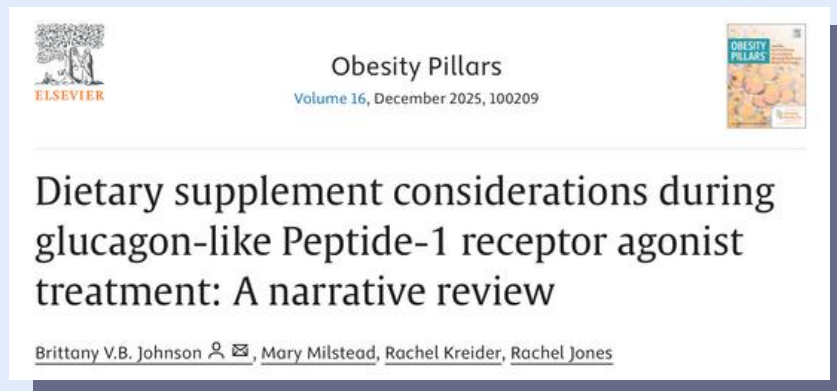 ELSEVIER
Obesity Pillars
Volume 16, December 2025, 100209
OBESITY
PILLARS
Dietary supplement considerations during
glucagon-like Peptide-1 receptor agonist
treatment: A narrative review
Brittany V.B. Johnson, Mary Milstead, Rachel Kreider, Rachel Jones